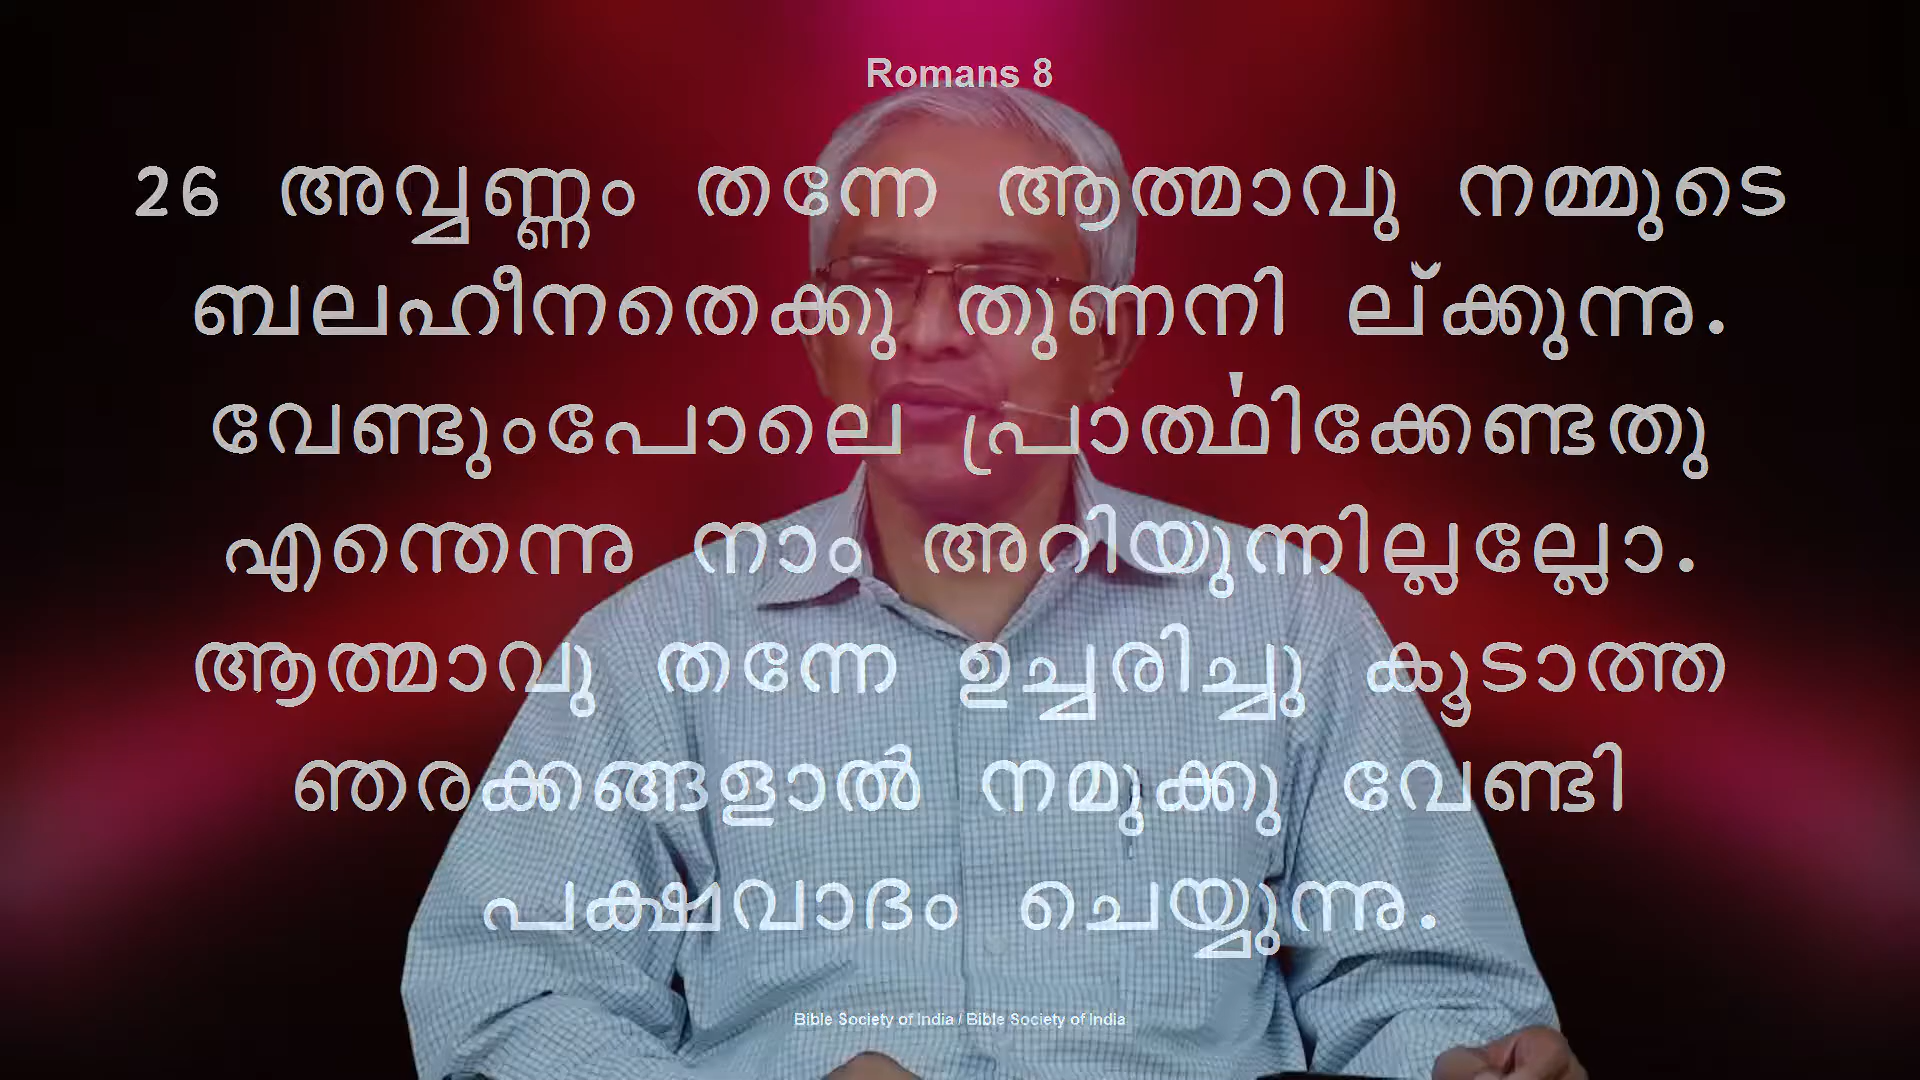 Romans 8
26 അവ്വണ്ണം തന്നേ ആത്മാവു നമ്മുടെ
ബലഹീനതെക്കു തുണനി ല്ക്കുന്നു.
വേണ്ടുംപോലെ പ്രാർത്ഥിക്കേണ്ടതു
എന്തെന്നു നാം അറിയുന്നില്ലല്ലോ.
ആത്മാവു തന്നേ ഉച്ചരിച്ചു കൂടാത്ത
ഞരക്കങ്ങളാൽ നമുക്കു വേണ്ടി
പക്ഷവാദം ചെയ്യുന്നു.
Bible Society of India / Bible Society of India